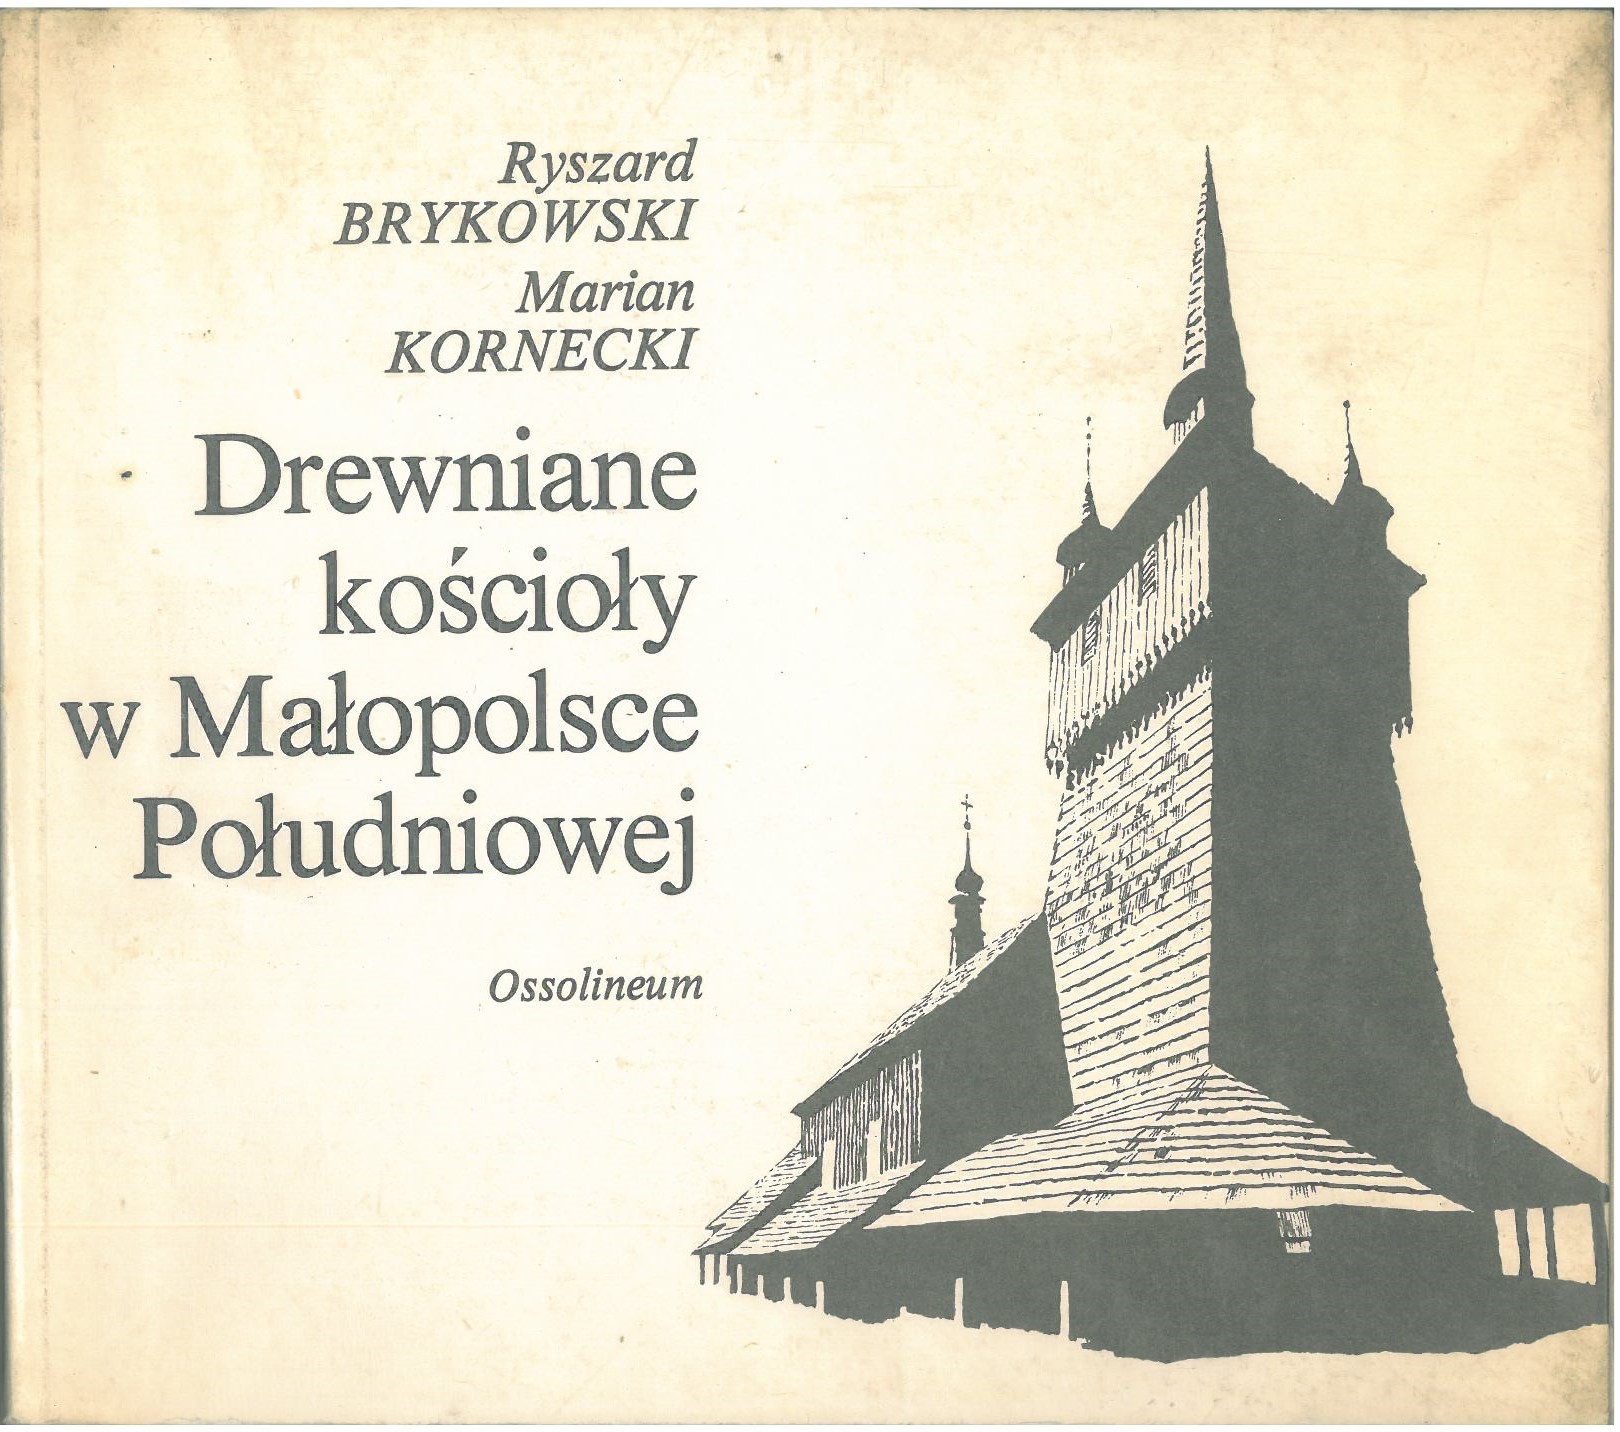 Ryszard
BRYKOWSKI
Marian
KORNECKI
Drewniane
kościoły
w Małopolsce
Południowej
Ossolineum